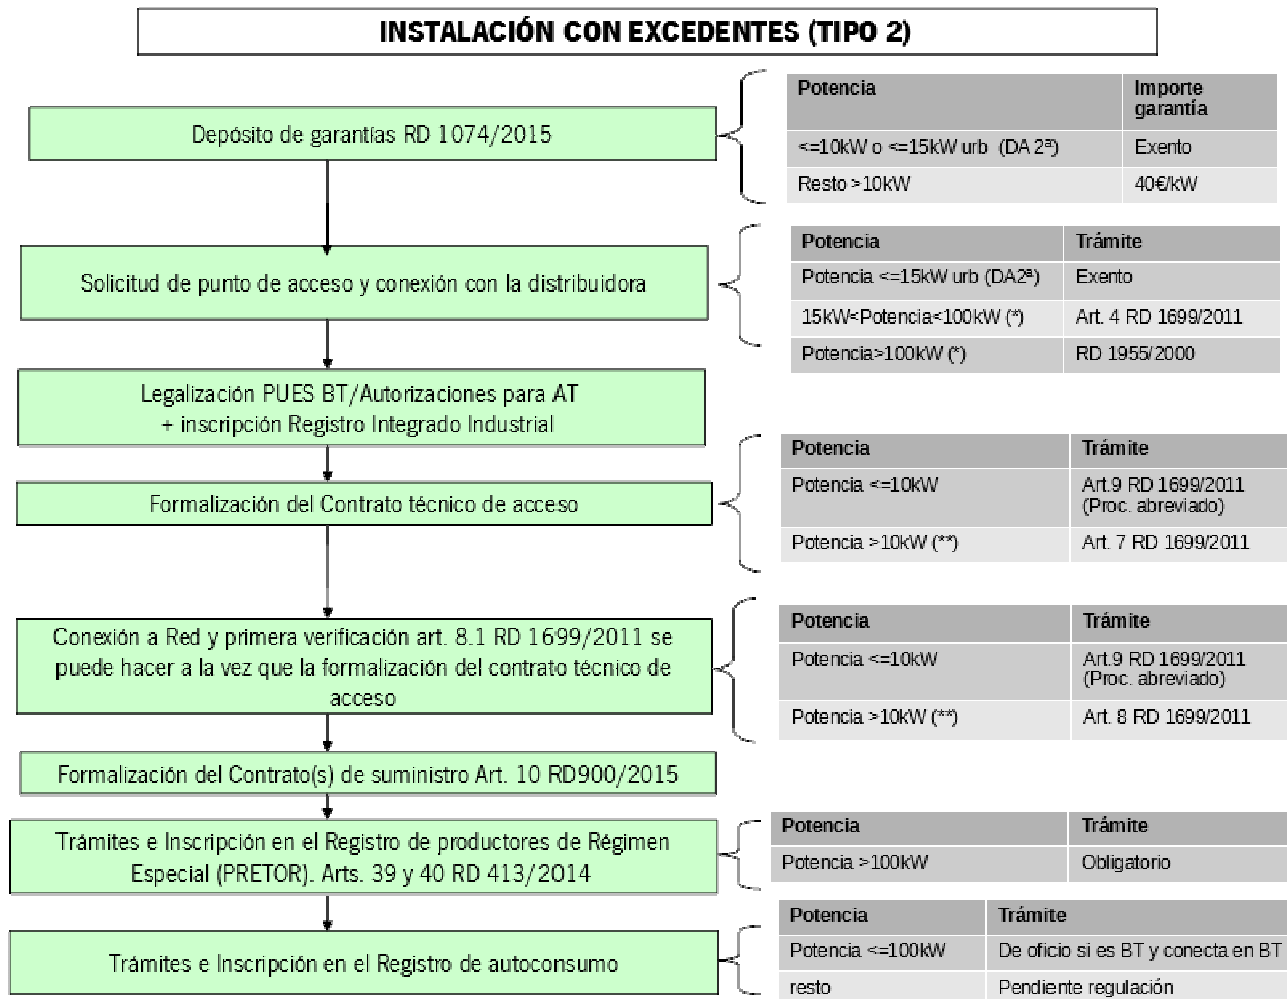 INSTALACIÓN CON EXCEDENTES (TIPO 2)
Depósito de garantías RD 1074/2015
Potencia Importe garantía
<=10kW o <=15kW urb (DA 2ª) Exento
Resto >10kW 40€/kW
Solicitud de punto de acceso y conexión con la distribuidora
Potencia Trámite
Potencia <=15kW urb (DA2ª) Exento
15kW<Potencia<100kW (*) Art. 4 RD 1699/2011
Potencia>100kW (*) RD 1955/2000
Legalización PUES BT/Autorizaciones para AT
+ inscripción Registro Integrado Industrial
Formalización del Contrato técnico de acceso
Potencia Trámite
Potencia <=10kW Art.9 RD 1699/2011
(Proc. abreviado)
Potencia >10kW (**) Art. 7 RD 1699/2011
Conexión a Red y primera verificación art. 8.1 RD 1699/2011 se
puede hacer a la vez que la formalización del contrato técnico de
acceso
Potencia Trámite
Potencia <=10kW Art.9 RD 1699/2011
(Proc. abreviado)
Potencia >10kW (**) Art. 8 RD 1699/2011
Formalización del Contrato(s) de suministro Art. 10 RD900/2015
Trámites e Inscripción en el Registro de productores de Régimen
Especial (PRETOR). Arts. 39 y 40 RD 413/2014
Potencia Trámite
Potencia >100kW Obligatorio
Trámites e Inscripción en el Registro de autoconsumo
Potencia Trámite
Potencia <=100kW De oficio si es BT y conecta en BT
resto Pendiente regulación